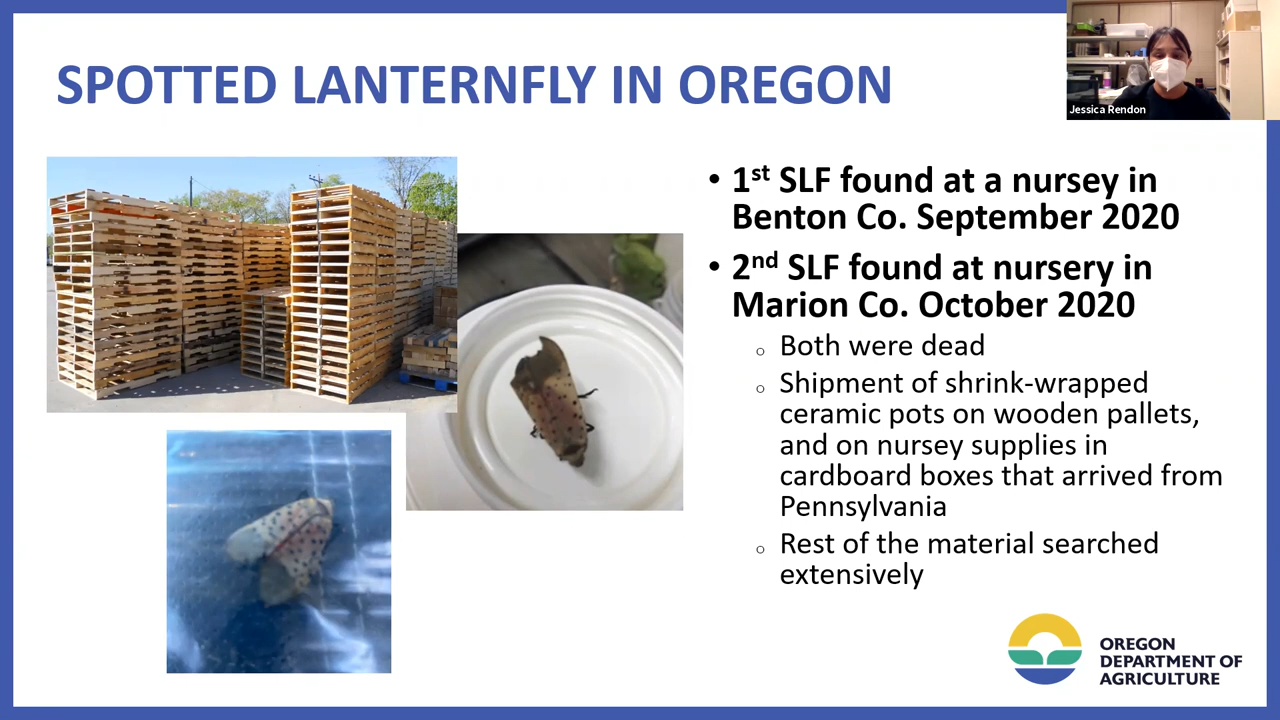 SPOTTED LANTERNFLY IN OREGON
Jessica Rendon
• 1st SLF found at a nursey in
Benton Co. September 2020
• 2nd SLF found at nursery in
Marion Co. October 2020
o Both were dead
o Shipment of shrink-wrapped
ceramic pots on wooden pallets,
and on nursey supplies in
cardboard boxes that arrived from
Pennsylvania
o Rest of the material searched
extensively
OREGON
DEPARTMENT OF
AGRICULTURE